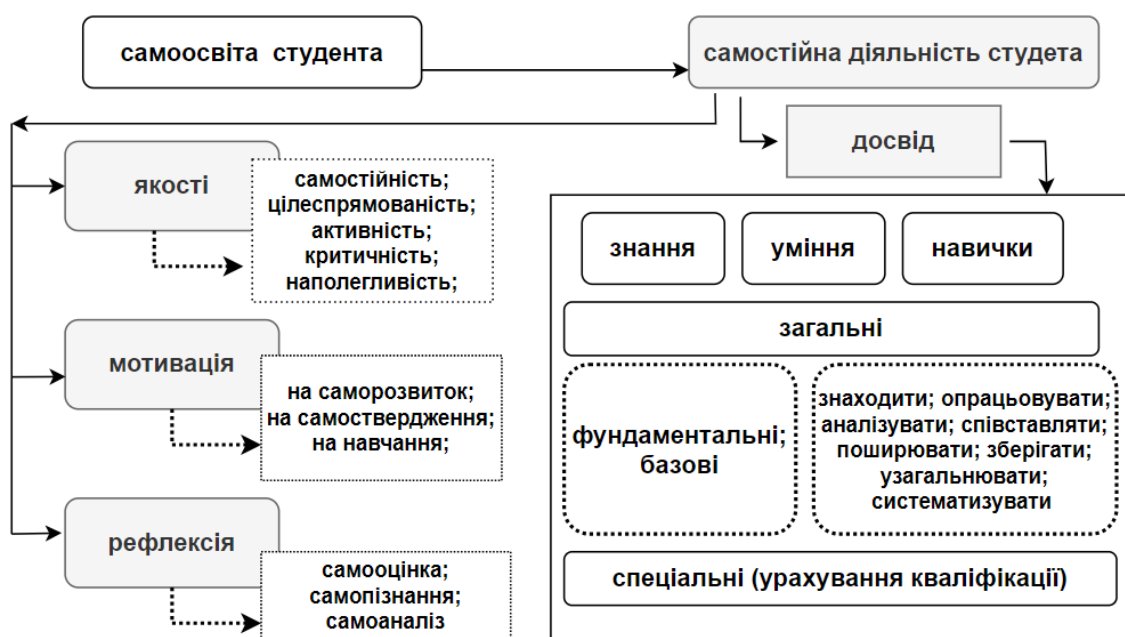 самоосвіта студента
самостійна діяльність студета
досвід
якості
самостійність;
цілеспрямованість;
активність;
критичність;
наполегливість;
мотивація
на саморозвиток;
на самоствердження;
на навчання;
рефлексія
самооцінка;
самопізнання;
самоаналіз
знання
уміння
навички
загальні
фундаментальні;
базові
знаходити; опрацьовувати;
аналізувати; співставляти;
поширювати; зберігати;
узагальнювати;
систематизувати
спеціальні (урахування кваліфікації)